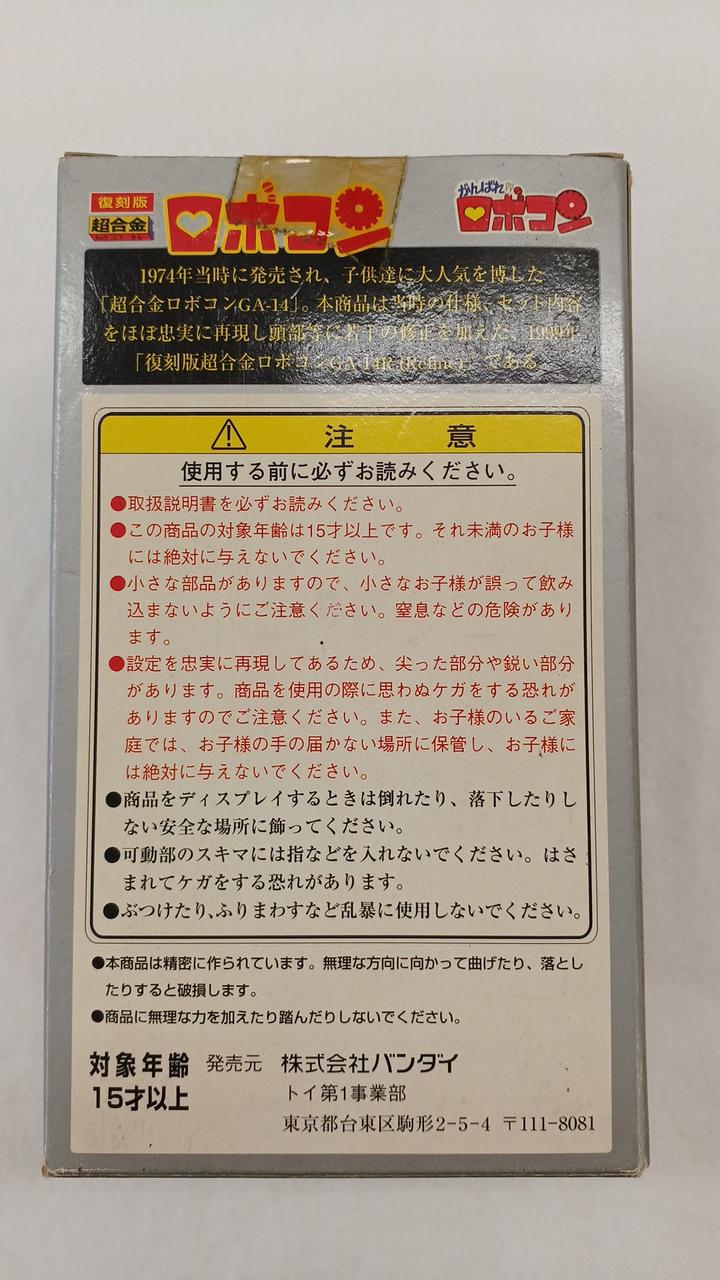 復刻版
超合金
ロボコン
がんばれ!!
ロボコン
1974年当時に発売され、子供達に大人気を博した
「超合金ロボコンGA-14」。本商品は当時の仕様、セット内容
をほぼ忠実に再現し頭部等に若干の修正を加えた、1999年
「復刻版超合金ロボコンGA-14R(Refine)」である。
注意
使用する前に必ずお読みください。
●取扱説明書を必ずお読みください。
●この商品の対象年齢は15才以上です。それ未満のお子様
には絶対に与えないでください。
●小さな部品がありますので、小さなお子様が誤って飲み
込まないようにご注意ください。窒息などの危険があり
ます。
●設定を忠実に再現してあるため、尖った部分や鋭い部分
があります。商品を使用の際に思わぬケガをする恐れが
ありますのでご注意ください。また、お子様のいるご家
庭では、お子様の手の届かない場所に保管し、お子様に
は絶対に与えないでください。
●商品をディスプレイするときは倒れたり、落下したりし
ない安全な場所に飾ってください。
●可動部のスキマには指などを入れないでください。はさ
まれてケガをする恐れがあります。
●ぶつけたり、ふりまわすなど乱暴に使用しないでください。
●本商品は精密に作られています。無理な方向に向かって曲げたり、落とし
たりすると破損します。
●商品に無理な力を加えたり踏んだりしないでください。
対象年齢
15才以上
発売元 株式会社バンダイ
トイ第1事業部
東京都台東区駒形2-5-4 〒111-8081